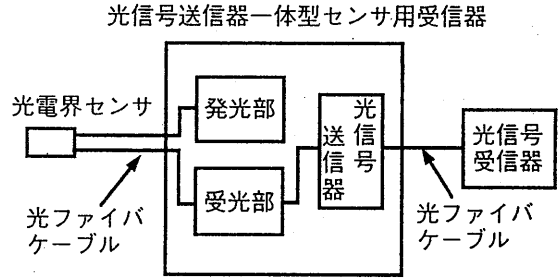 光信号送信器一体型センサ用受信器
光電界センサ
発光部
受光部
光信号
送信器
光信号
受信器
光ファイバ
ケーブル
光ファイバ
ケーブル